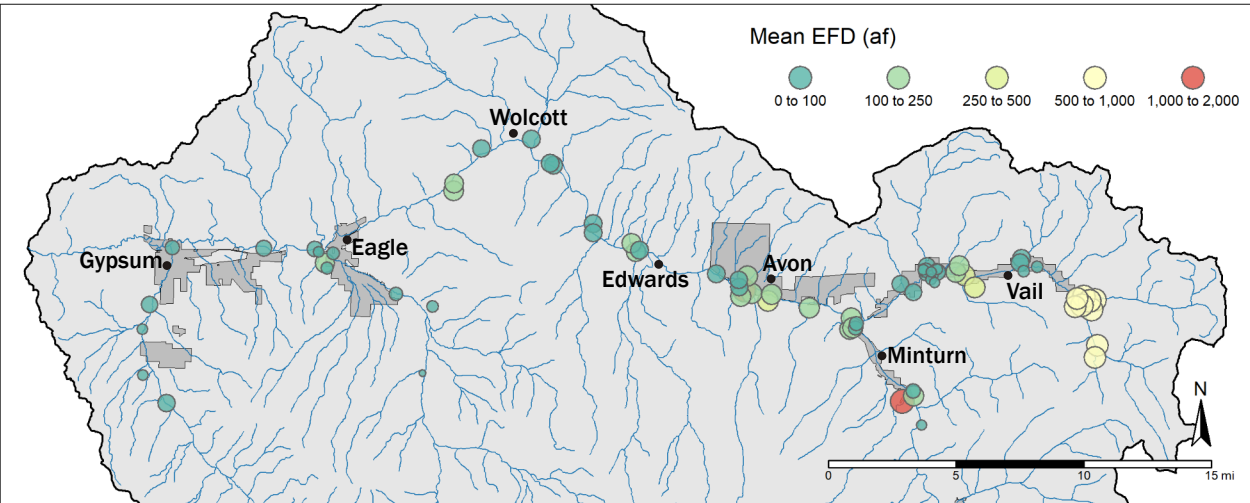 Mean EFD (af)
0 to 100
100 to 250
250 to 500
500 to 1,000
1,000 to 2,000
Wolcott
Eagle
Gypsum
Edwards
Avon
Vail
Minturn
N
0
5
10
15 mi